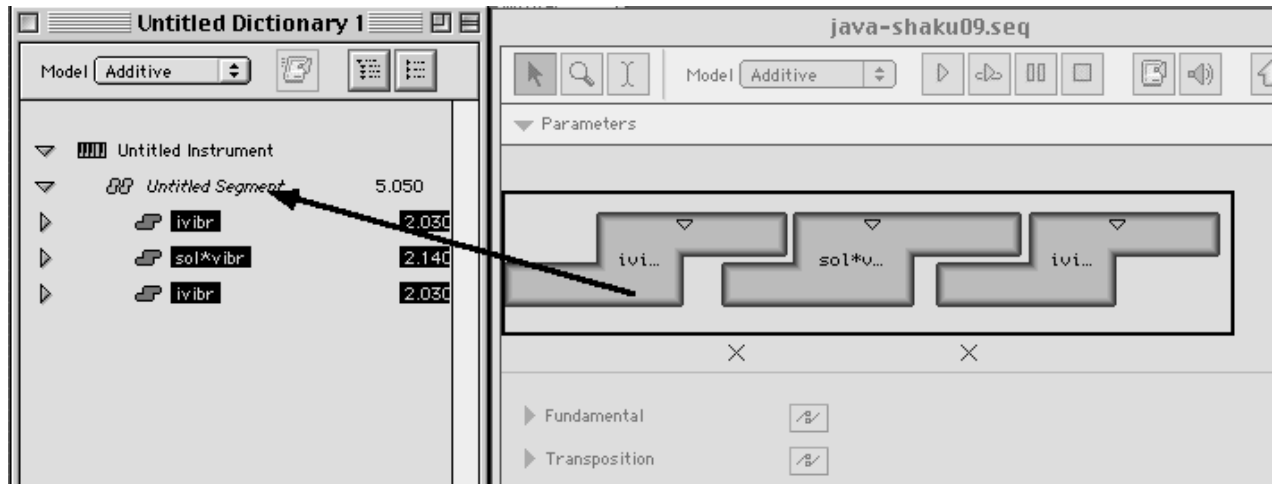 Untitled Dictionary 1
Model Additive
Untitled Instrument
Untitled Segment 5.050
ivibr 2.030
sol*vibr 2.140
ivibr 2.030
java-shaku09.seq
Model Additive
Parameters
ivi... sol*v... ivi...
Fundamental
Transposition